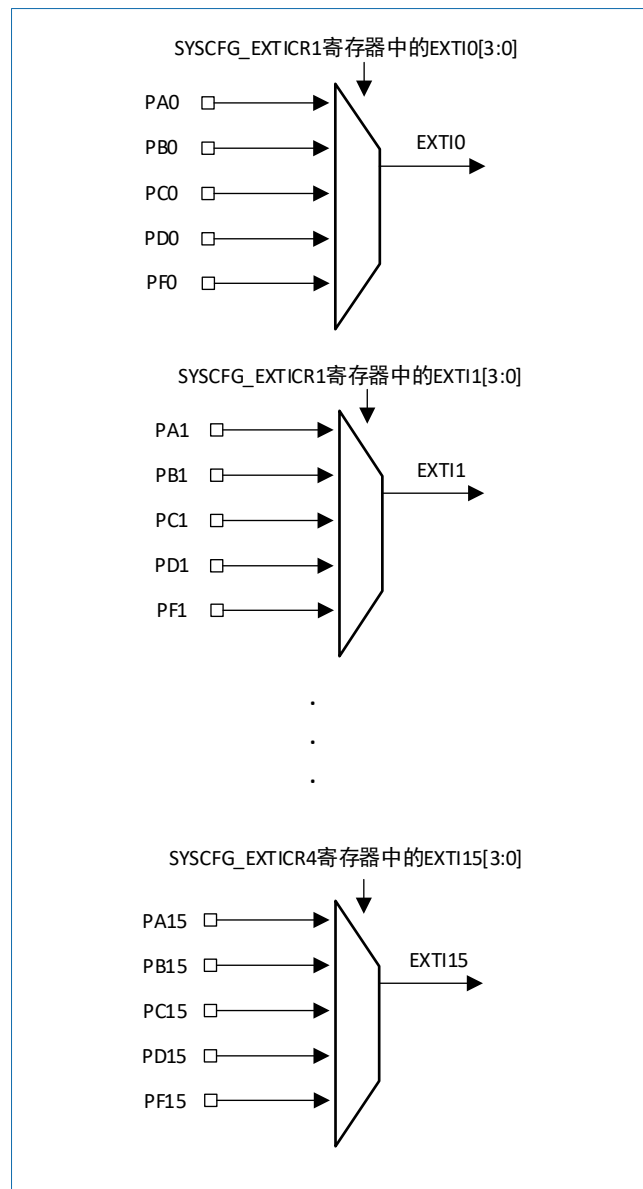 SYSCFG_EXTICR1寄存器中的EXTI0[3:0]
PA0
PB0
EXTI0
PC0
PD0
PF0
SYSCFG_EXTICR1寄存器中的EXTI1[3:0]
PA1
PB1
EXTI1
PC1
PD1
PF1
.
.
.
SYSCFG_EXTICR4寄存器中的EXTI15[3:0]
PA15
PB15
EXTI15
PC15
PD15
PF15